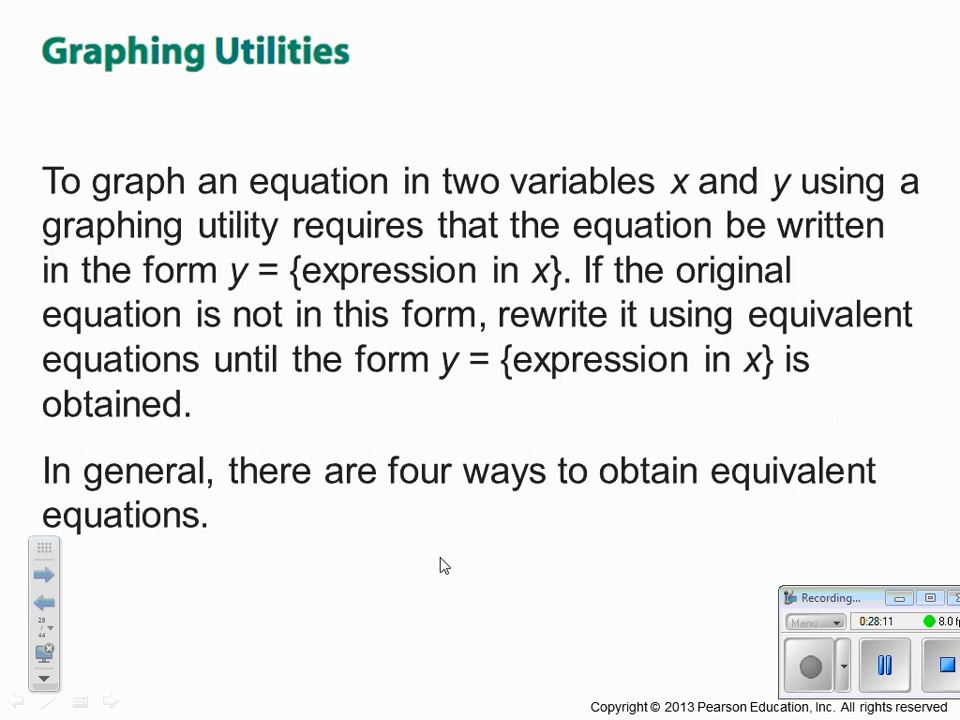 Graphing Utilities
To graph an equation in two variables x and y using a
graphing utility requires that the equation be written
in the form y = {expression in x}. If the original
equation is not in this form, rewrite it using equivalent
equations until the form y = {expression in x} is
obtained.
In general, there are four ways to obtain equivalent
equations.
29
/
44
Recording...
Menu
0:28:11
8.0 fp
Copyright © 2013 Pearson Education, Inc. All rights reserved